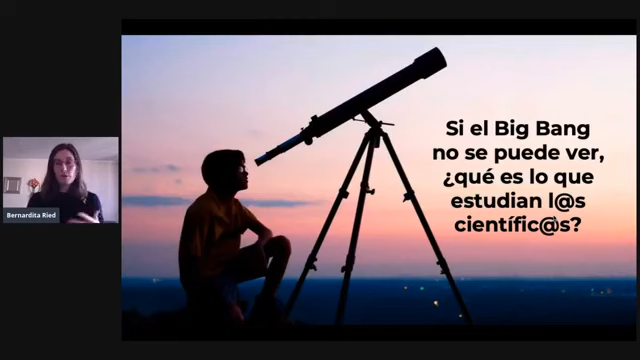 Si el Big Bang
no se puede ver,
¿qué es lo que
estudian l@s
científic@s?
Bernardita Ried